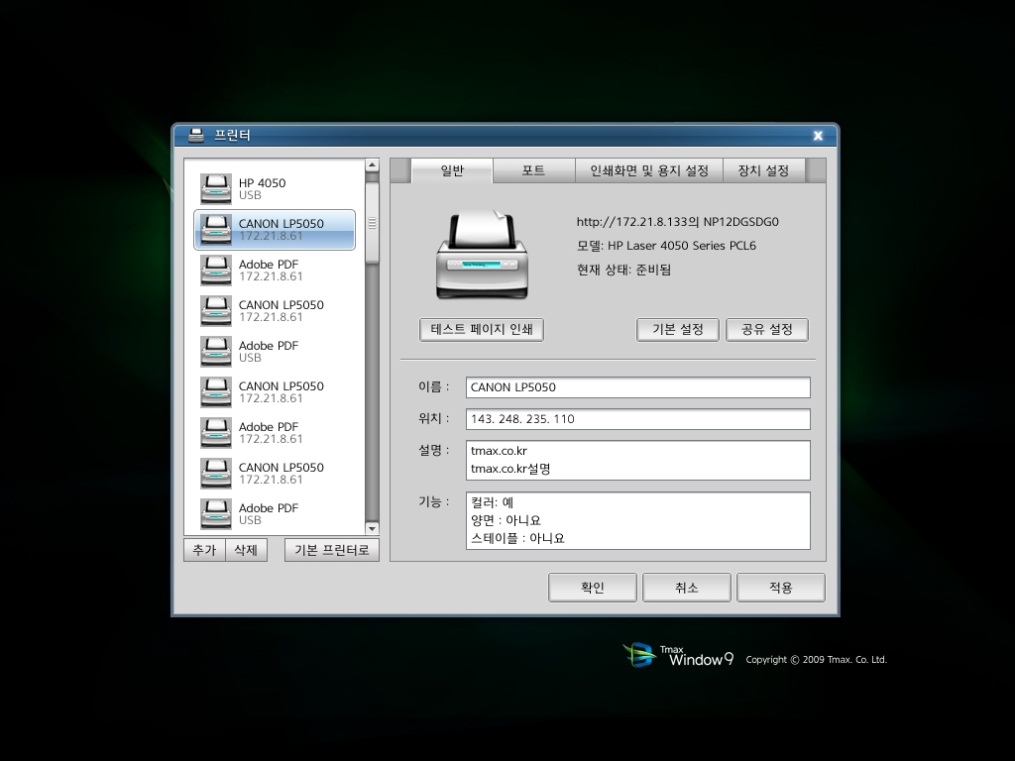 프린터
HP 4050
USB
CANON LP5050
172.21.8.61
Adobe PDF
172.21.8.61
CANON LP5050
172.21.8.61
Adobe PDF
USB
CANON LP5050
172.21.8.61
Adobe PDF
172.21.8.61
CANON LP5050
172.21.8.61
Adobe PDF
USB
추가 삭제 기본 프린터로
일반 포트 인쇄화면 및 용지 설정 장치 설정
http://172.21.8.133의 NP12DGSDG0
모델: HP Laser 4050 Series PCL6
현재 상태: 준비됨
테스트 페이지 인쇄 기본 설정 공유 설정
이름 : CANON LP5050
위치 : 143. 248. 235. 110
설명 : tmax.co.kr
tmax.co.kr설명
기능 : 컬러: 예
양면 : 아니요
스테이플 : 아니요
확인 취소 적용
Tmax
Window 9 Copyright © 2009 Tmax. Co. Ltd.